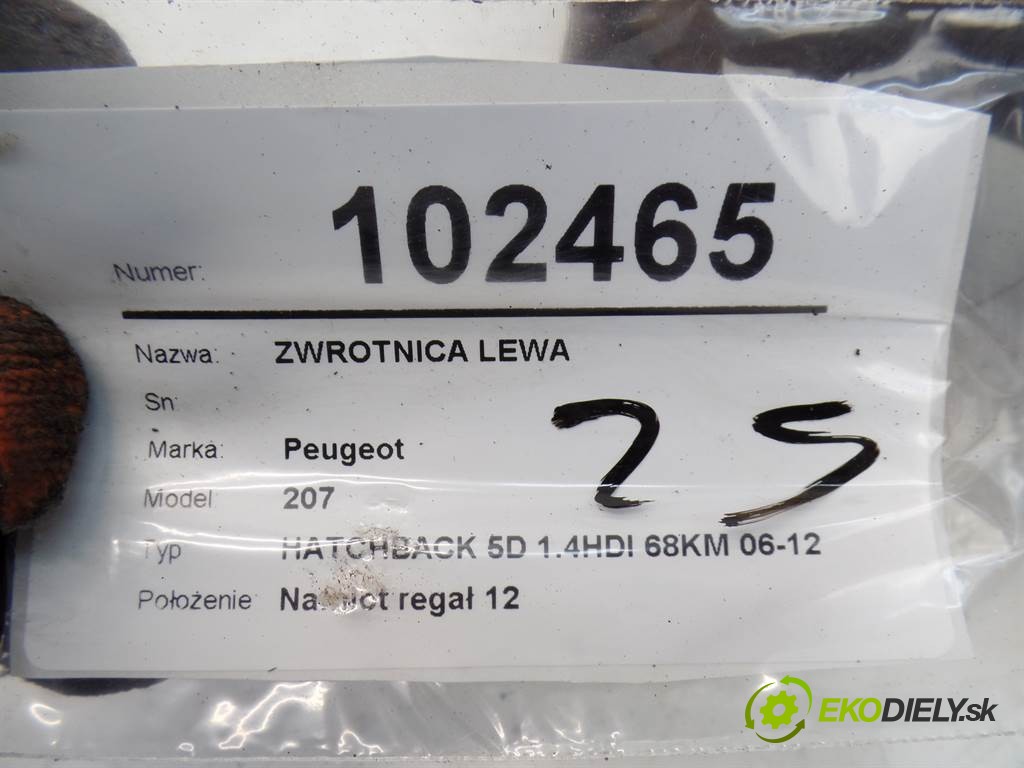 Numer: 102465
Nazwa: ZWROTNICA LEWA
Sn:
Marka: Peugeot
Model 207
Typ HATCHBACK 5D 1.4HDI 68KM 06-12
Położenie: regał 12
25
EKODIELY.sk